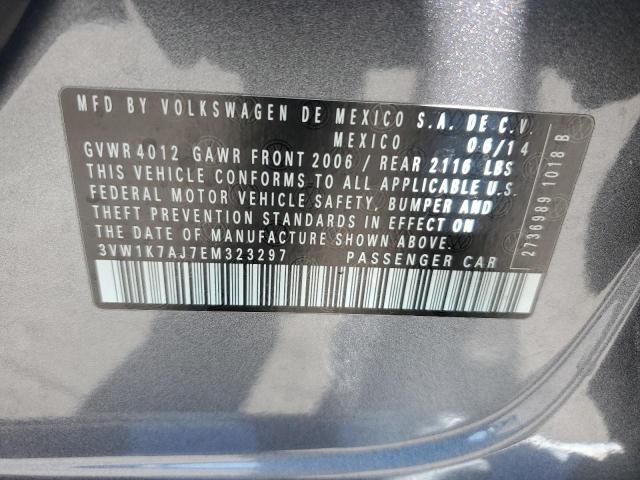 MFD BY VOLKSWAGEN DE MEXICO S.A. DE C.V.
MEXICO 06/14
GVWR 4012 GAWR FRONT 2006 / REAR 2116 LBS
THIS VEHICLE CONFORMS TO ALL APPLICABLE U.S.
FEDERAL MOTOR VEHICLE SAFETY, BUMPER AND
THEFT PREVENTION STANDARDS IN EFFECT ON
THE DATE OF MANUFACTURE SHOWN ABOVE.
3VW1K7AJ7EM323297 PASSENGER CAR
2736989 1018 B